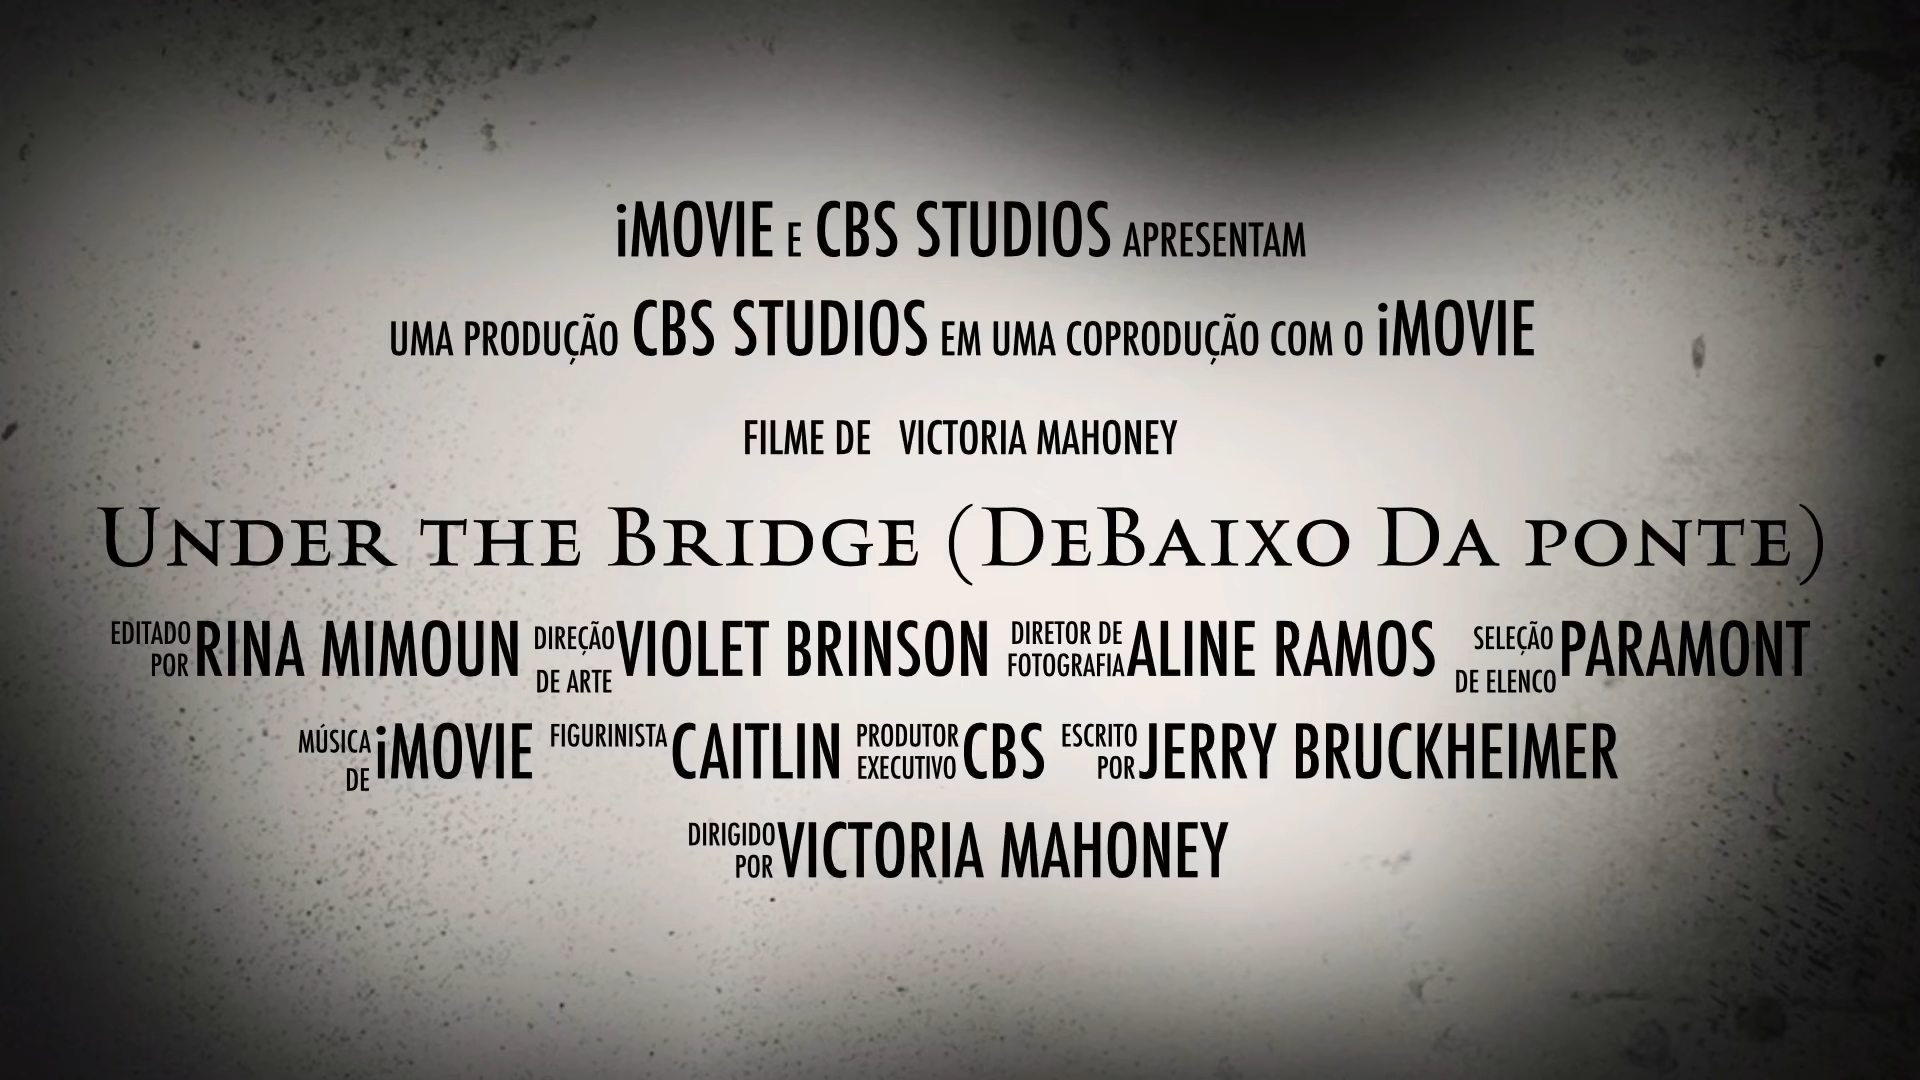 iMOVIE E CBS STUDIOS APRESENTAM
UMA PRODUÇÃO CBS STUDIOS EM UMA COPRODUÇÃO COM O iMOVIE
FILME DE VICTORIA MAHONEY
UNDER THE BRIDGE (DEBAIXO DA PONTE)
EDITADO POR RINA MIMOUN DIREÇÃO DE ARTE VIOLET BRINSON DIRETOR DE FOTOGRAFIA ALINE RAMOS SELEÇÃO DE ELENCO PARAMONT
MÚSICA DE iMOVIE FIGURINISTA CAITLIN PRODUTOR EXECUTIVO CBS ESCRITO POR JERRY BRUCKHEIMER
DIRIGIDO POR VICTORIA MAHONEY